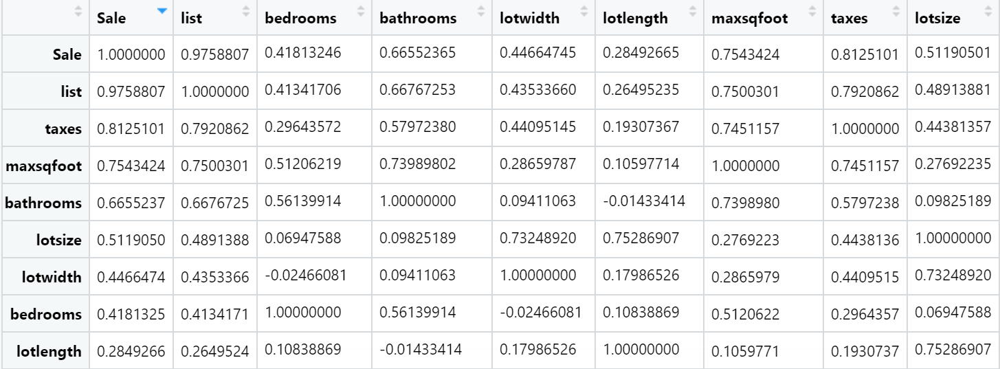 Sale list bedrooms bathrooms lotwidth lotlength maxsqfoot taxes lotsize
Sale 1.0000000 0.9758807 0.41813246 0.66552365 0.44664745 0.28492665 0.7543424 0.8125101 0.51190501
list 0.9758807 1.0000000 0.41341706 0.66767253 0.43533660 0.26495235 0.7500301 0.7920862 0.48913881
taxes 0.8125101 0.7920862 0.29643572 0.57972380 0.44095145 0.19307367 0.7451157 1.0000000 0.44381357
maxsqfoot 0.7543424 0.7500301 0.51206219 0.73989802 0.28659787 0.10597714 1.0000000 0.7451157 0.27692235
bathrooms 0.6655237 0.6676725 0.56139914 1.00000000 0.09411063 -0.01433414 0.7398980 0.5797238 0.09825189
lotsize 0.5119050 0.4891388 0.06947588 0.09825189 0.73248920 0.75286907 0.2769223 0.4438136 1.00000000
lotwidth 0.4466474 0.4353366 -0.02466081 0.09411063 1.00000000 0.17986526 0.2865979 0.4409515 0.73248920
bedrooms 0.4181325 0.4134171 1.00000000 0.56139914 -0.02466081 0.10838869 0.5120622 0.2964357 0.06947588
lotlength 0.2849266 0.2649524 0.10838869 -0.01433414 0.17986526 1.00000000 0.1059771 0.1930737 0.75286907